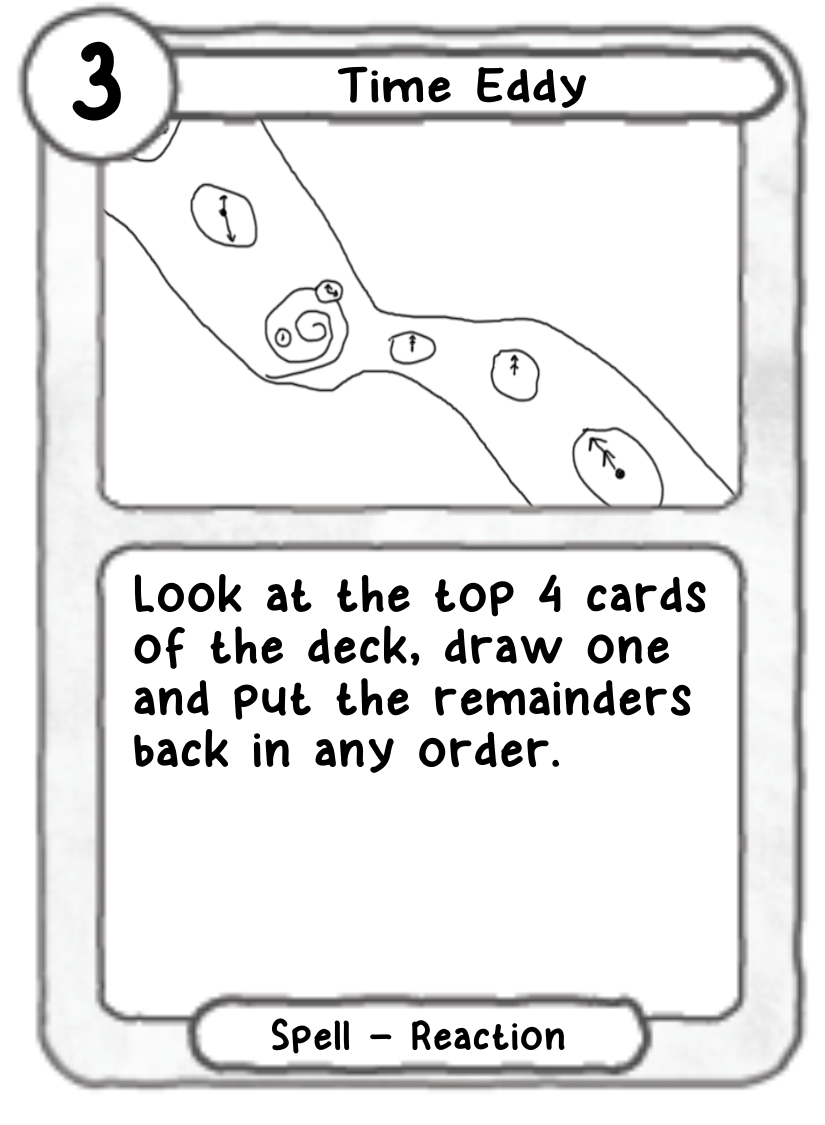 3
Time Eddy
Look at the top 4 cards
of the deck, draw one
and put the remainders
back in any order.
Spell – Reaction